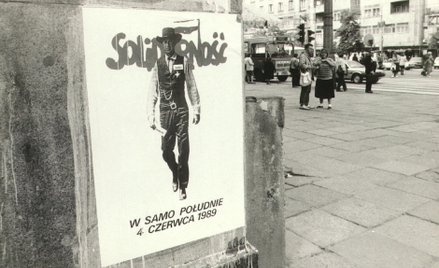 Solidarność
W SAMO POŁUDNIE
4 CZERWCA 1989